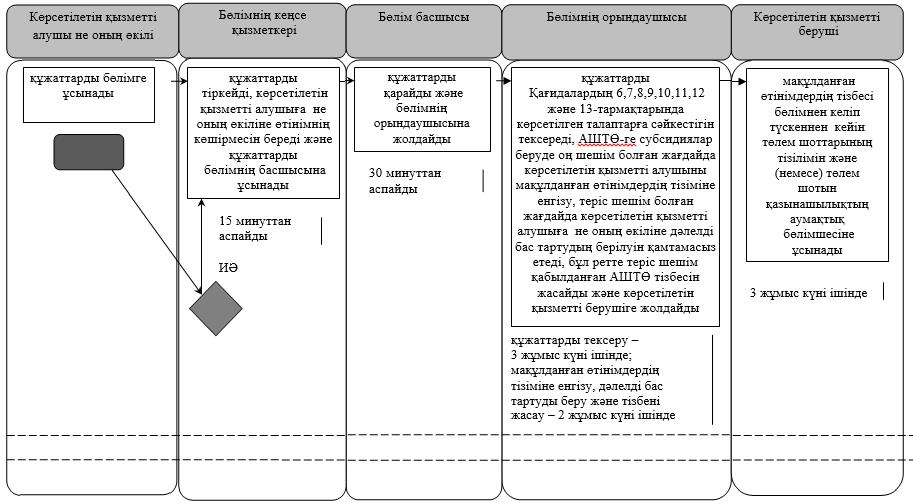 Көрсетілетін қызметті
алушы не оның өкілі
Бөлімнің кеңсе
қызметкері
Бөлім басшысы
Бөлімнің орындаушысы
Көрсетілетін қызметті
беруші
құжаттарды бөлімге
ұсынады
құжаттарды
тіркейді, көрсетілетін
қызметті алушыға не
оның өкіліне өтінімнің
көшірмесін береді және
құжаттарды
бөлімнің басшысына
ұсынады
15 минуттан
аспайды
ИӘ
құжаттарды
қарайды және
бөлімнің
орындаушысына
жолдайды
30 минуттан
аспайды
құжаттарды
Қағидалардың 6,7,8,9,10,11,12
және 13-тармақтарында
көрсетілген талаптарға сәйкестігін
тексереді, АШТӨ-ге субсидиялар
беруде оң шешім болған жағдайда
көрсетілетін қызметті алушыны
мақұлданған өтінімдердің тізіміне
енгізу, теріс шешім болған
жағдайда көрсетілетін қызметті
алушыға не оның өкіліне дәлелді
бас тартудың берілуін қамтамасыз
етеді, бұл ретте теріс шешім
қабылданған АШТӨ тізбесін
жасайды және көрсетілетін
қызметті берушіге жолдайды
құжаттарды тексеру –
3 жұмыс күні ішінде;
мақұлданған өтінімдердің
тізіміне енгізу, дәлелді бас
тартуды беру және тізбені
жасау – 2 жұмыс күні ішінде
мақұлданған
өтінімдердің тізбесі
бөлімнен келіп
түскеннен кейін
төлем шоттарының
тізілімін және
(немесе) төлем
шотын
қазынашылықтың
аумақтық
бөлімшесіне
ұсынады
3 жұмыс күні ішінде